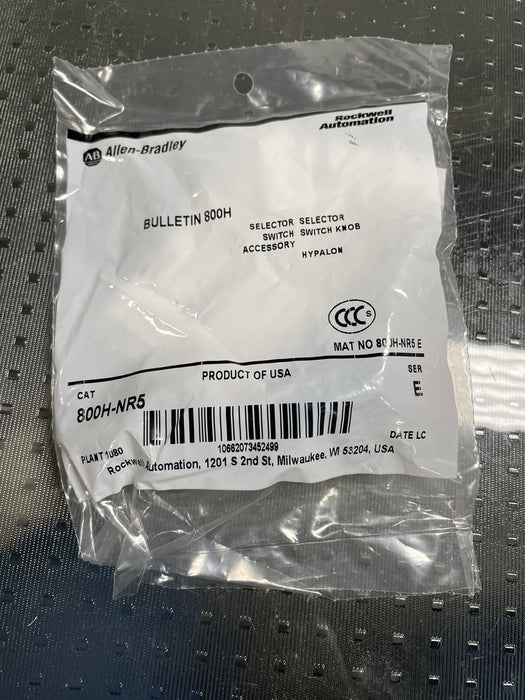 Rockwell
Automation
AB Allen-Bradley
BULLETIN 800H
SELECTOR SELECTOR
SWITCH SWITCH KNOB
ACCESSORY
HYPALON
CCC S
MAT NO 800H-NR5 E
PRODUCT OF USA
CAT
SER
800H-NR5
E
10662073452499
PLANT 1U80
DATE LC
Rockwell Automation, 1201 S 2nd St, Milwaukee, WI 53204, USA